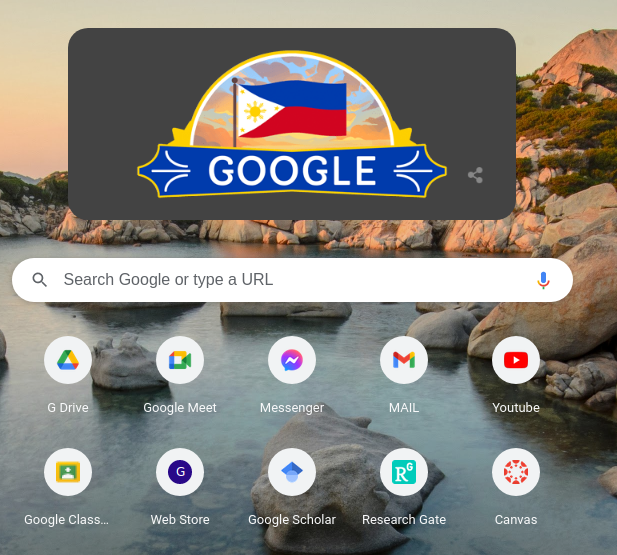 GOOGLE
Search Google or type a URL
G Drive
Google Meet
Messenger
MAIL
Youtube
G
RG
Google Class...
Web Store
Google Scholar
Research Gate
Canvas